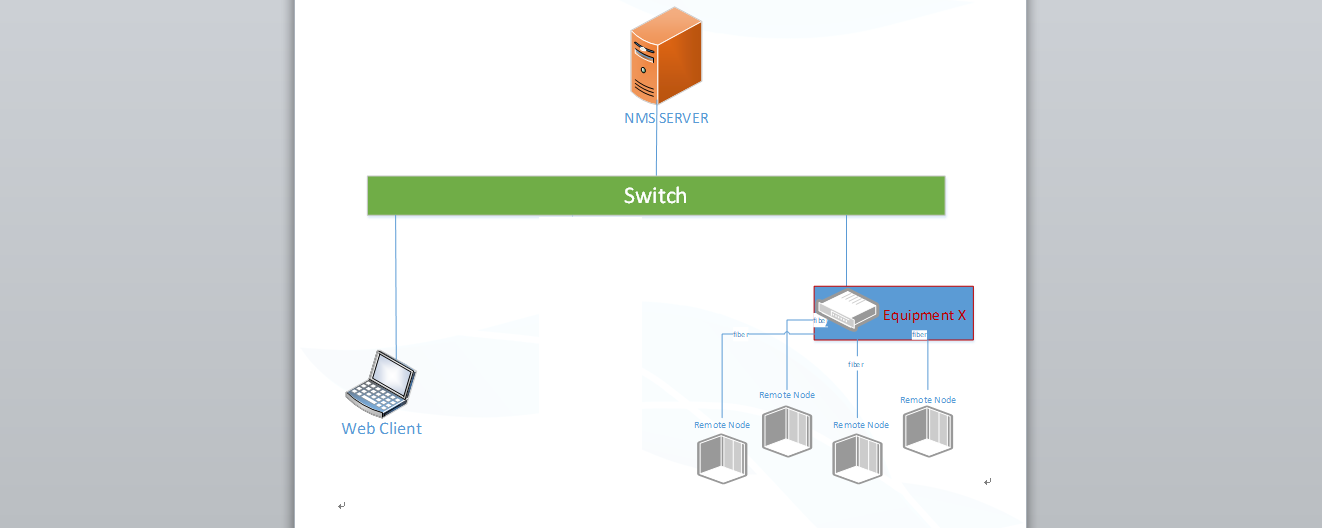 NMS SERVER
Switch
Equipment X
fiber
fiber
fiber
fiber
Remote Node
Remote Node
Remote Node
Remote Node
Web Client